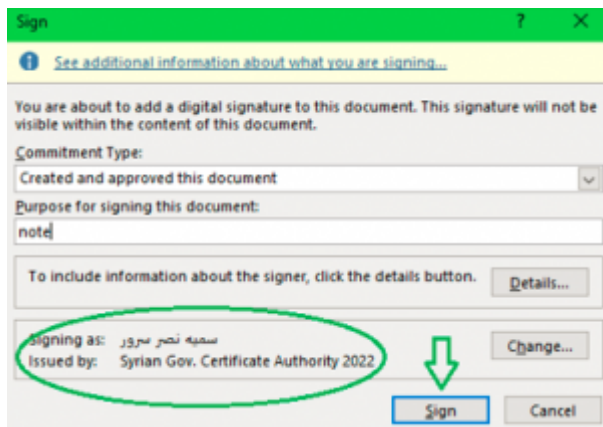 Sign ? ×
See additional information about what you are signing...
You are about to add a digital signature to this document. This signature will not be
visible within the content of this document.
Commitment Type:
Created and approved this document
Purpose for signing this document:
note
To include information about the signer, click the details button.
Details...
Signing as: سميه نصر سرور
Issued by: Syrian Gov. Certificate Authority 2022
Change...
Sign
Cancel